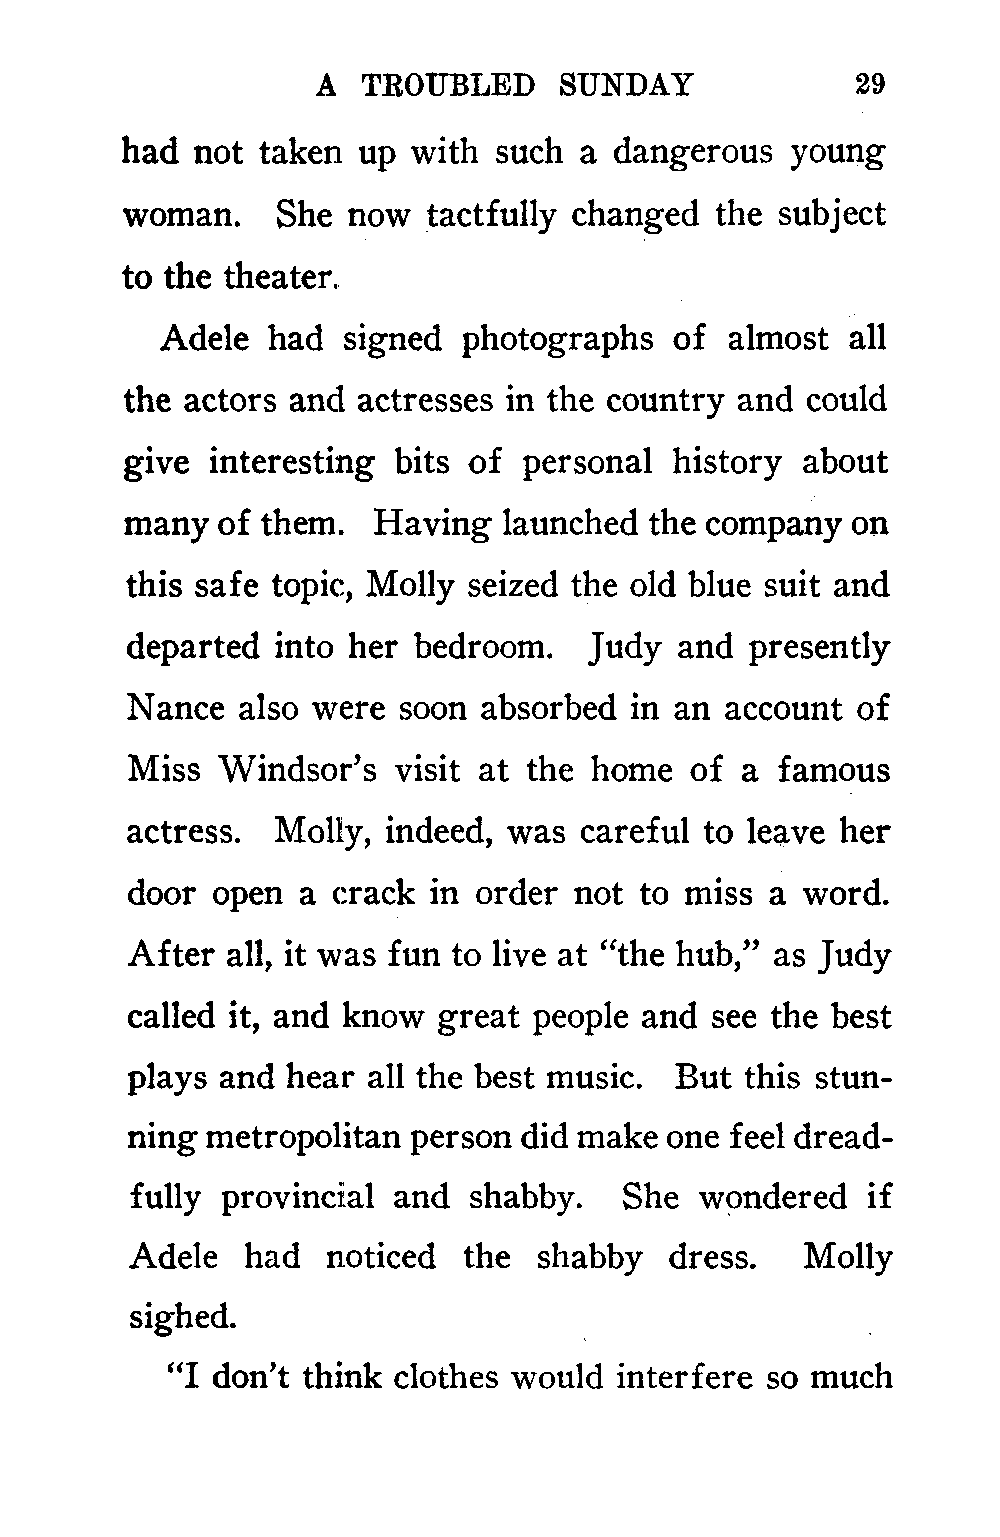 A TROUBLED SUNDAY 29
had not taken up with such a dangerous young
woman. She now tactfully changed the subject
to the theater.
Adele had signed photographs of almost all
the actors and actresses in the country and could
give interesting bits of personal history about
many of them. Having launched the company on
this safe topic, Molly seized the old blue suit and
departed into her bedroom. Judy and presently
Nance also were soon absorbed in an account of
Miss Windsor's visit at the home of a famous
actress. Molly, indeed, was careful to leave her
door open a crack in order not to miss a word.
After all, it was fun to live at "the hub," as Judy
called it, and know great people and see the best
plays and hear all the best music. But this stun-
ning metropolitan person did make one feel dread-
fully provincial and shabby. She wondered if
Adele had noticed the shabby dress. Molly
sighed.
"I don't think clothes would interfere so much